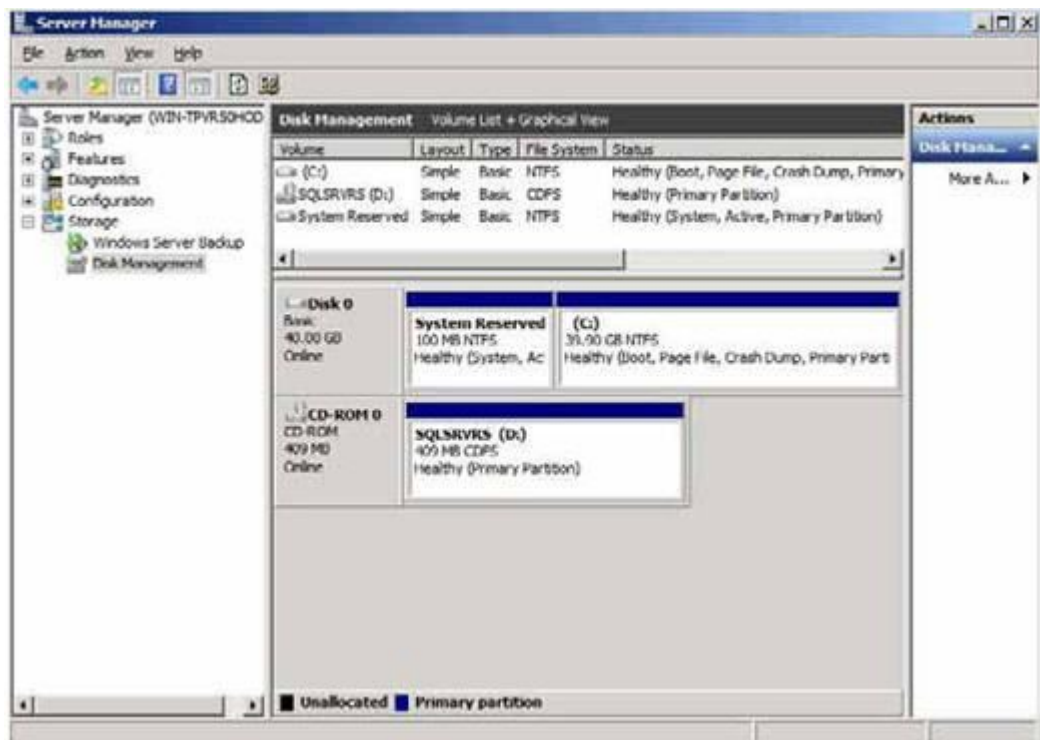 Server Manager
File Action View Help
Server Manager (WIN-TPVRS0HOD
Roles
Features
Diagnostics
Configuration
Storage
Windows Server Backup
Disk Management
Disk Management Volume List + Graphical View
Volume Layout Type File System Status
(C:) Simple Basic NTFS Healthy (Boot, Page File, Crash Dump, Primary
SQLSRVRS (D:) Simple Basic CDFS Healthy (Primary Partition)
System Reserved Simple Basic NTFS Healthy (System, Active, Primary Partition)
Disk 0
Basic
40.00 GB
Online
System Reserved
100 MB NTFS
Healthy (System, Ac
(C:)
39.90 GB NTFS
Healthy (Boot, Page File, Crash Dump, Primary Parti
CD-ROM 0
CD-ROM
409 MB
Online
SQLSRVRS (D:)
409 MB CDFS
Healthy (Primary Partition)
Unallocated Primary partition
Actions
Disk Mana...
More A...